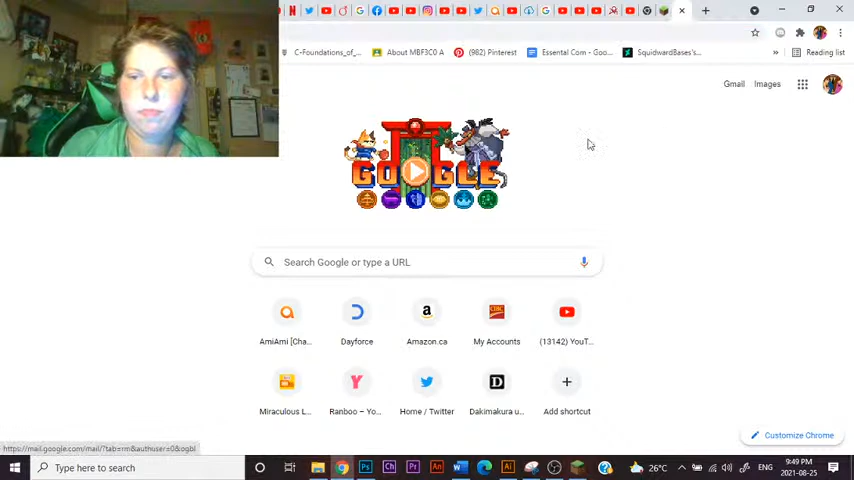 C-Foundations_of_...
About MBF3C0 A
(982) Pinterest
Essental Com - Goo...
SquidwardBases's...
»
Reading list
Gmail
Images
GOOGLE
Search Google or type a URL
AmiAmi [Cha...
Dayforce
Amazon.ca
My Accounts
(13142) YouT...
Miraculous L...
Ranboo – Yo...
Home / Twitter
Dakimakura u...
Add shortcut
https://mail.google.com/mail/?tab=rm&authuser=0&ogbl
Customize Chrome
Type here to search
26°C
ENG
9:49 PM
2021-08-25